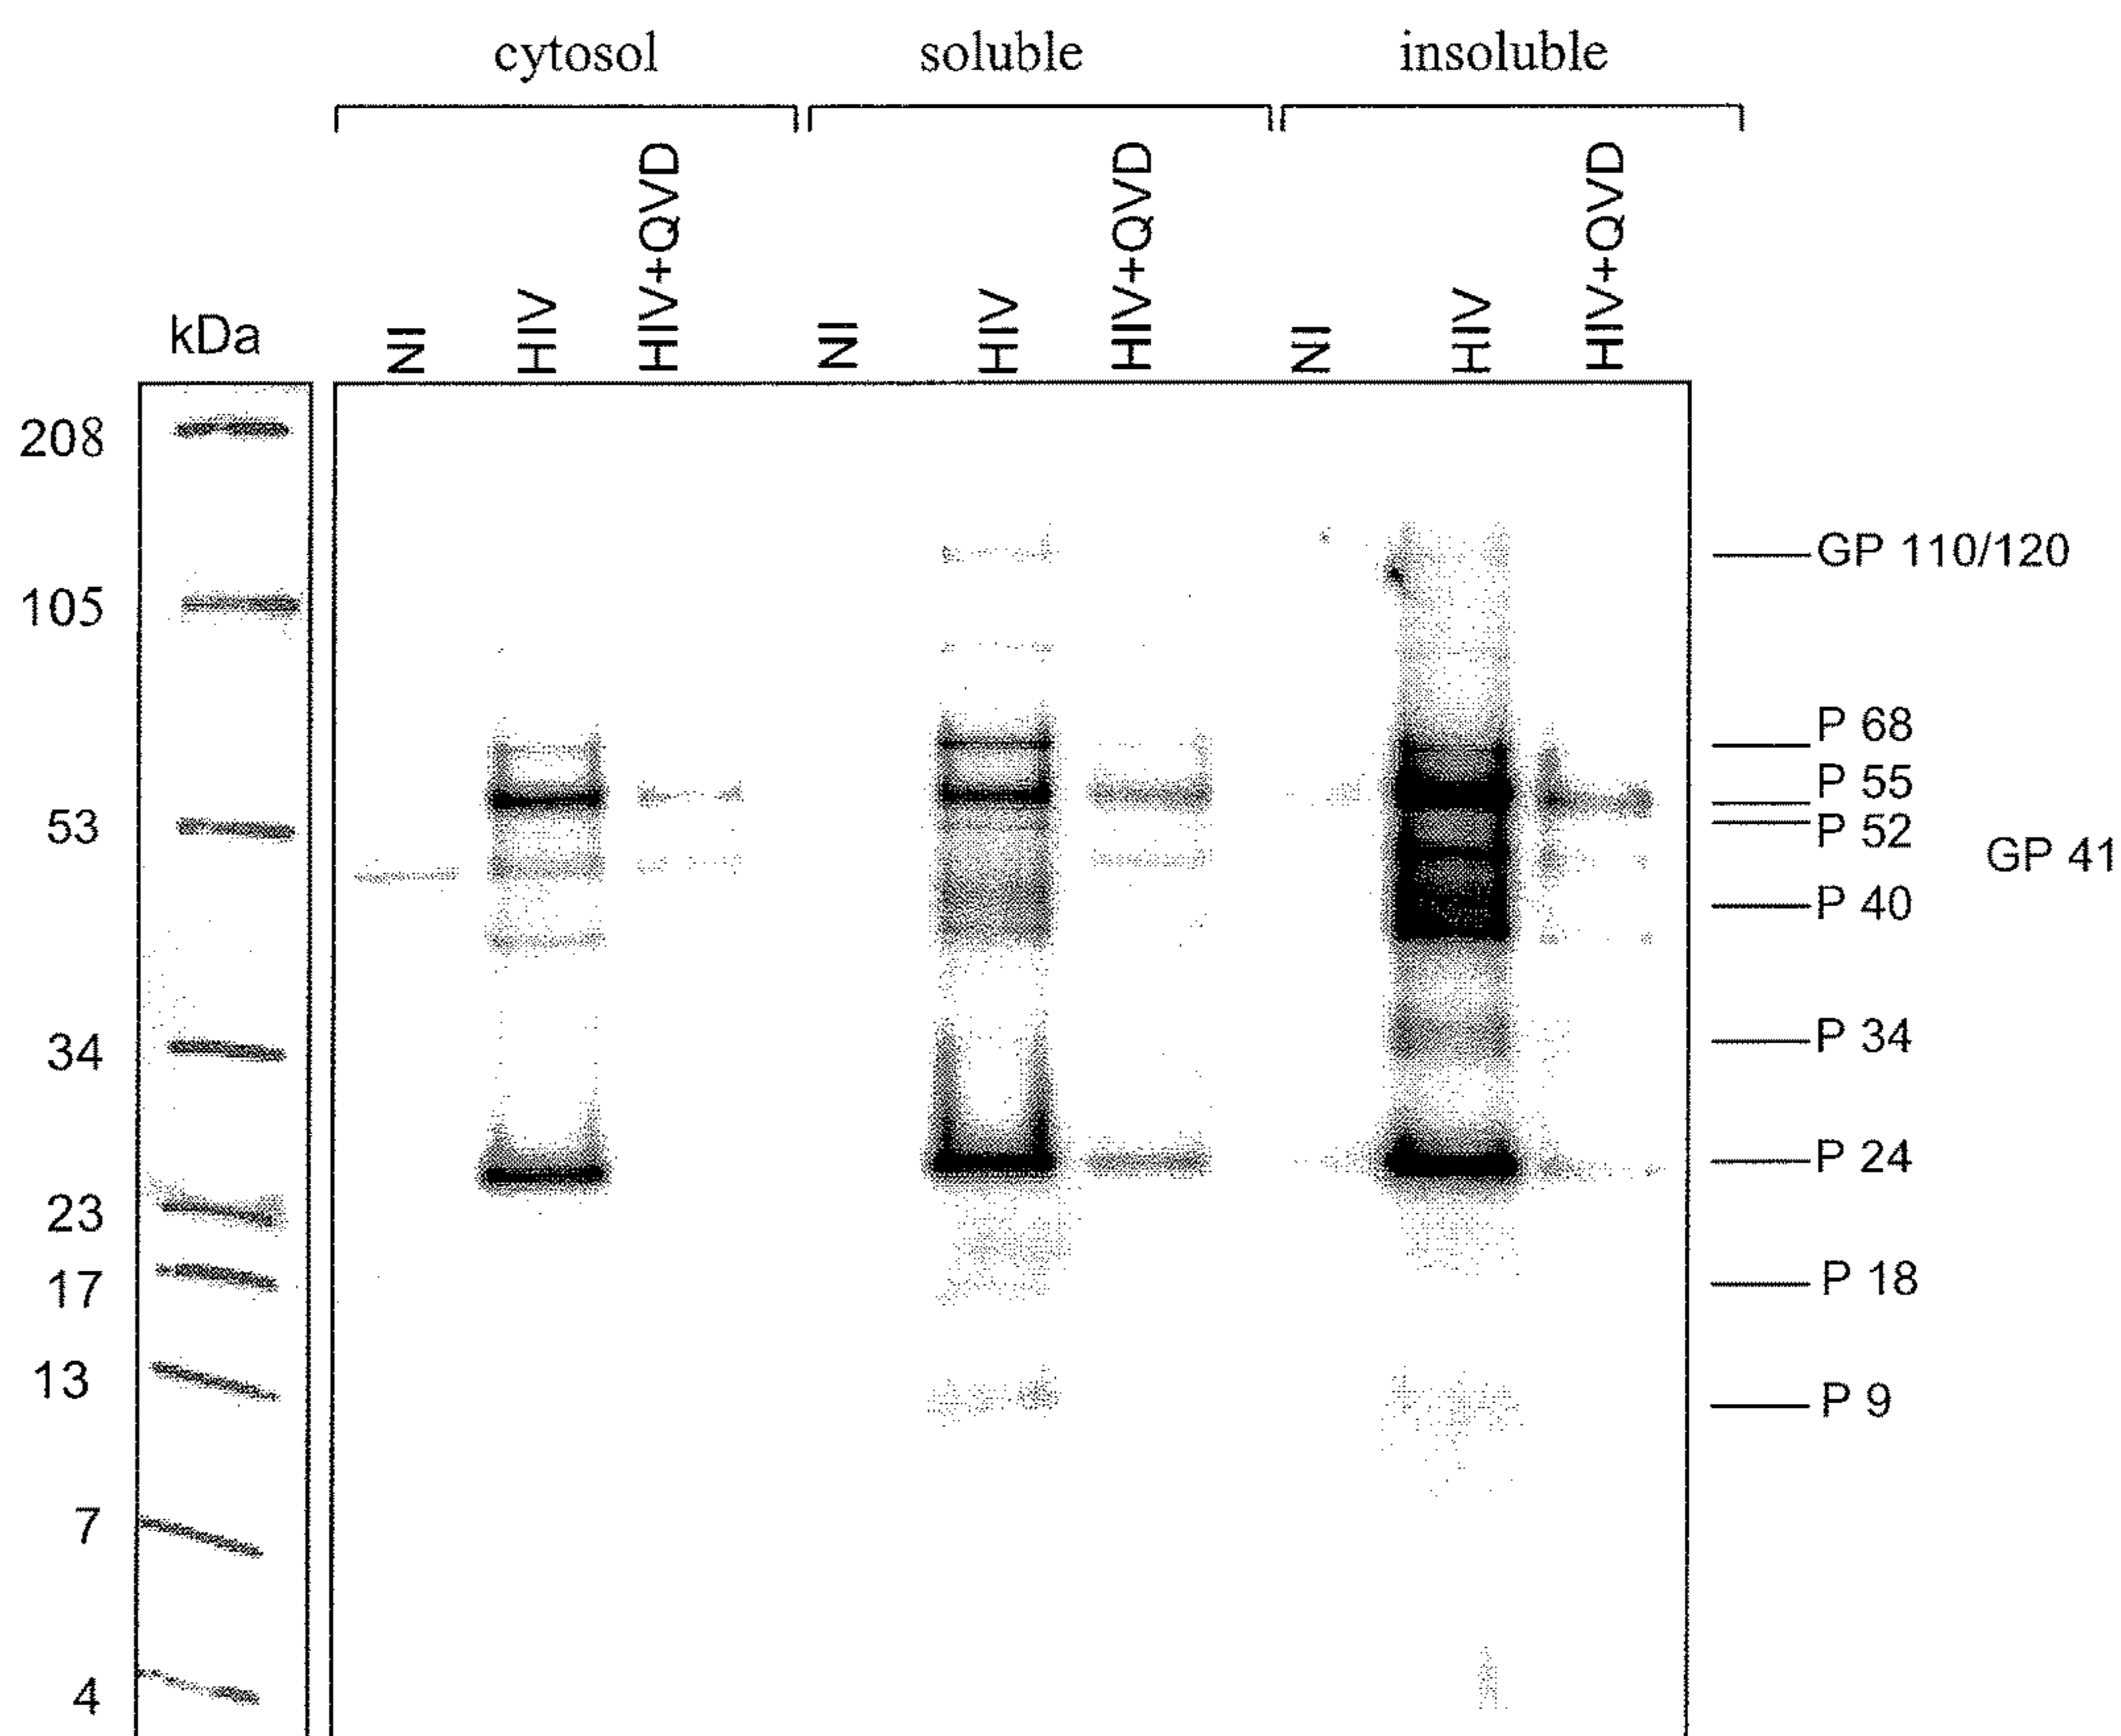 cytosol
soluble
insoluble
NI
HIV
HIV+QVD
NI
HIV
HIV+QVD
NI
HIV
HIV+QVD
kDa
208
105
53
34
23
17
13
7
4
GP 110/120
P 68
P 55
P 52
GP 41
P 40
P 34
P 24
P 18
P 9